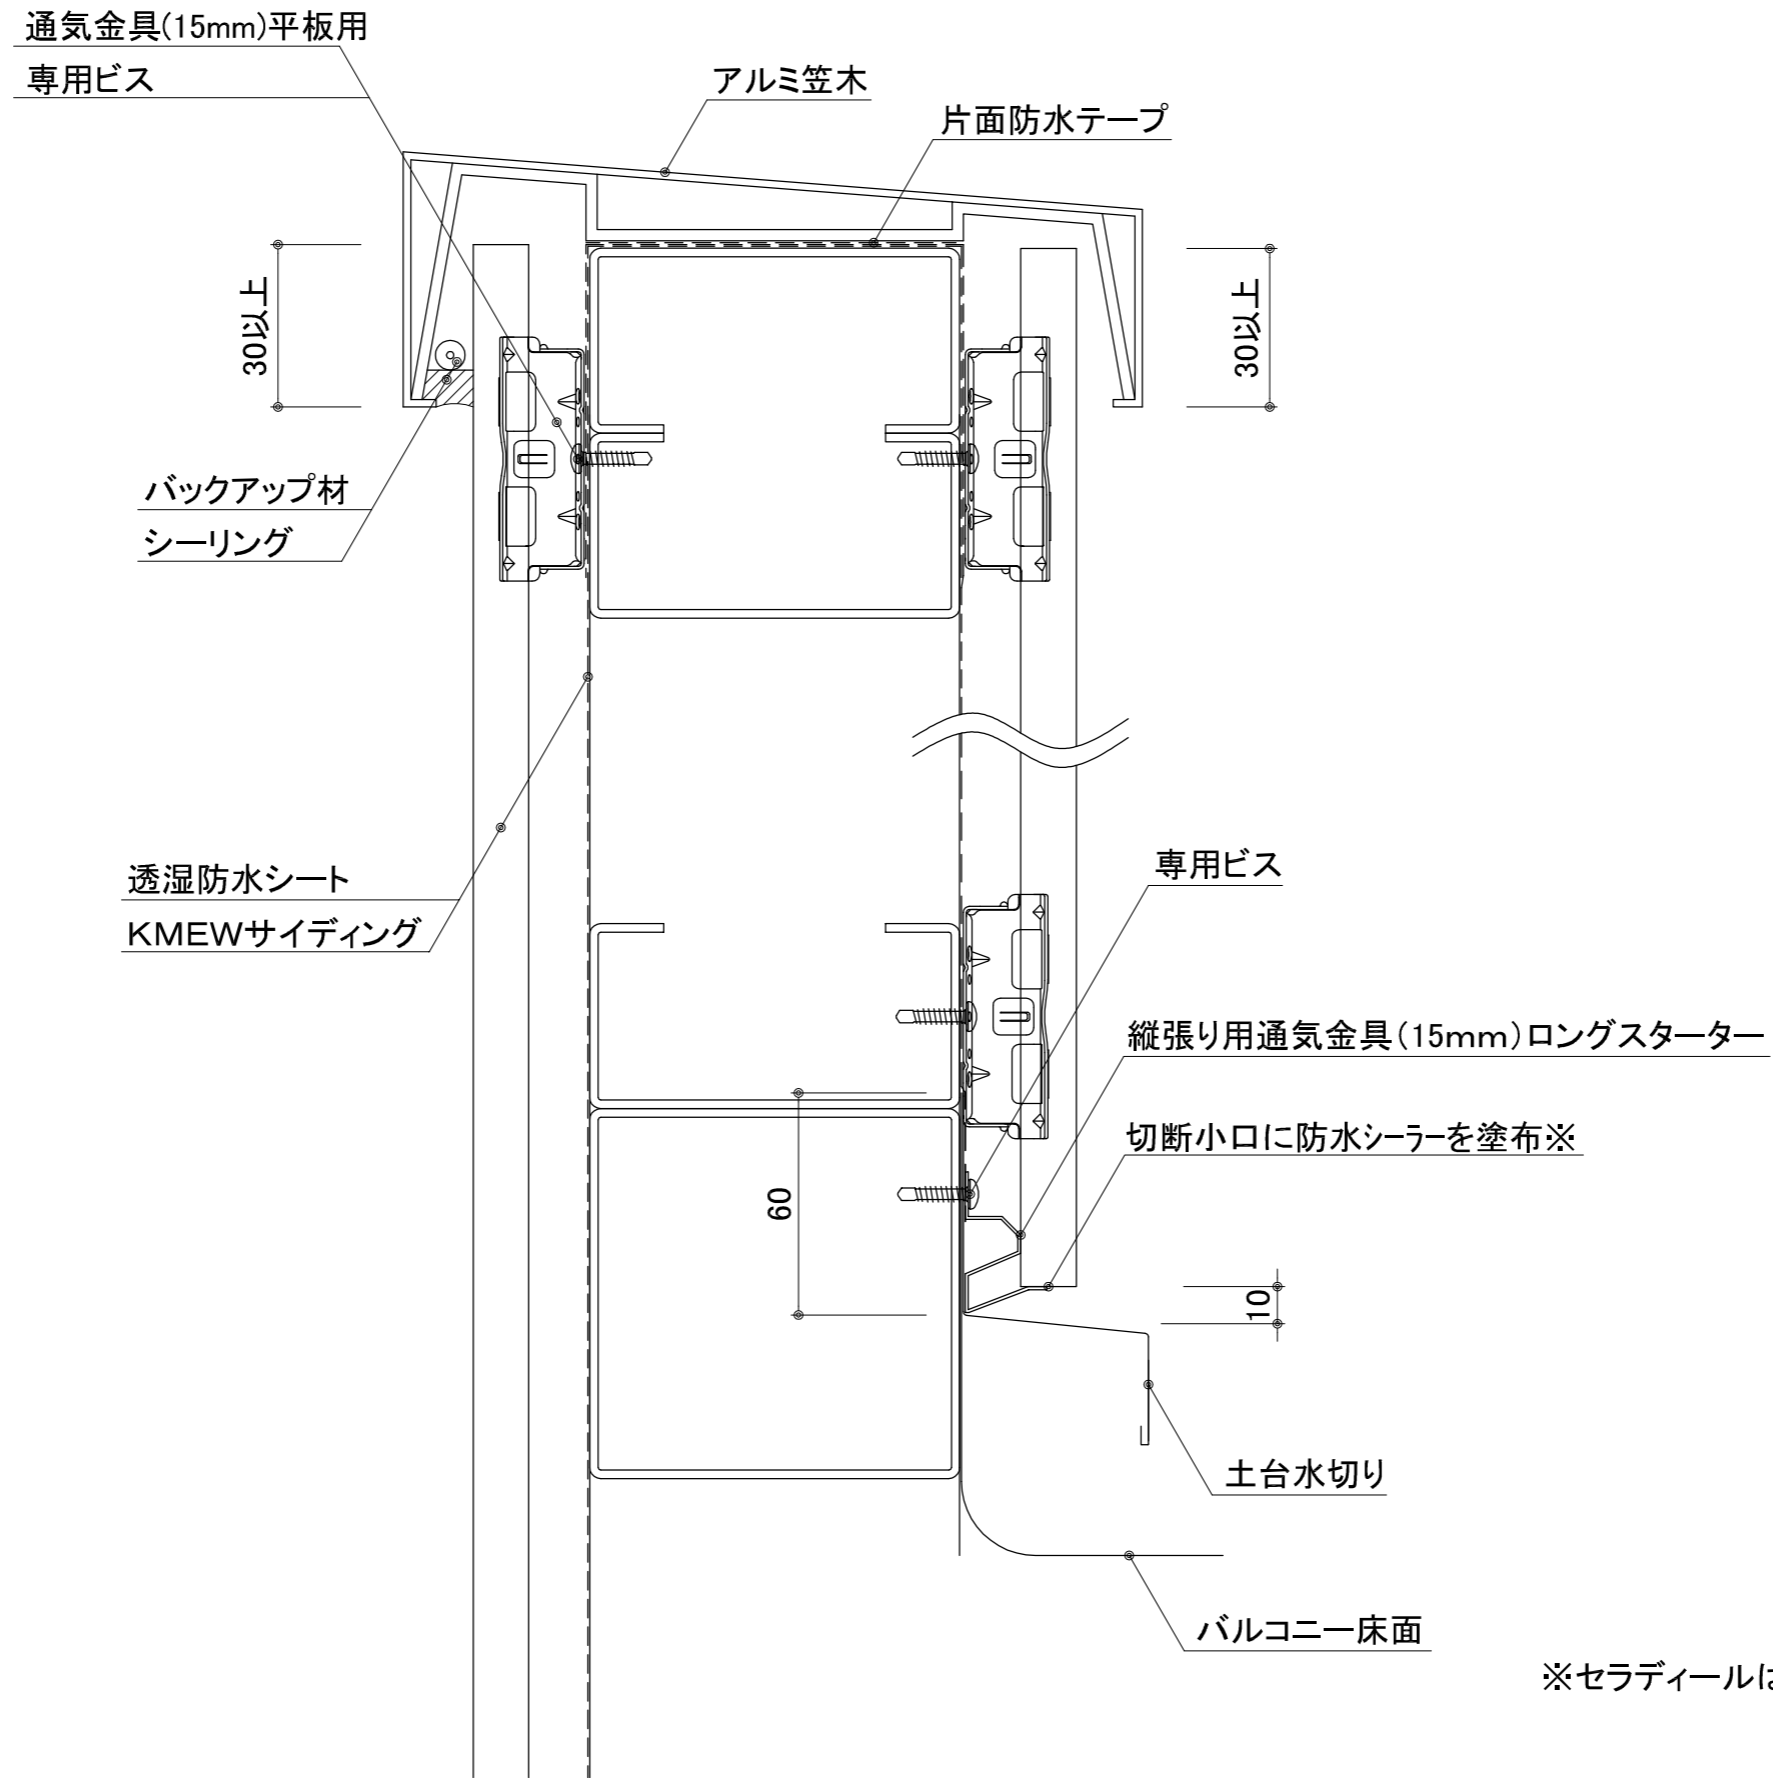 通気金具(15mm)平板用
専用ビス
アルミ笠木
片面防水テープ
30以上
30以上
バックアップ材
シーリング
透湿防水シート
KMEWサイディング
専用ビス
縦張り用通気金具(15mm)ロングスターター
切断小口に防水シーラーを塗布※
60
10
土台水切り
バルコニー床面
※セラディールは